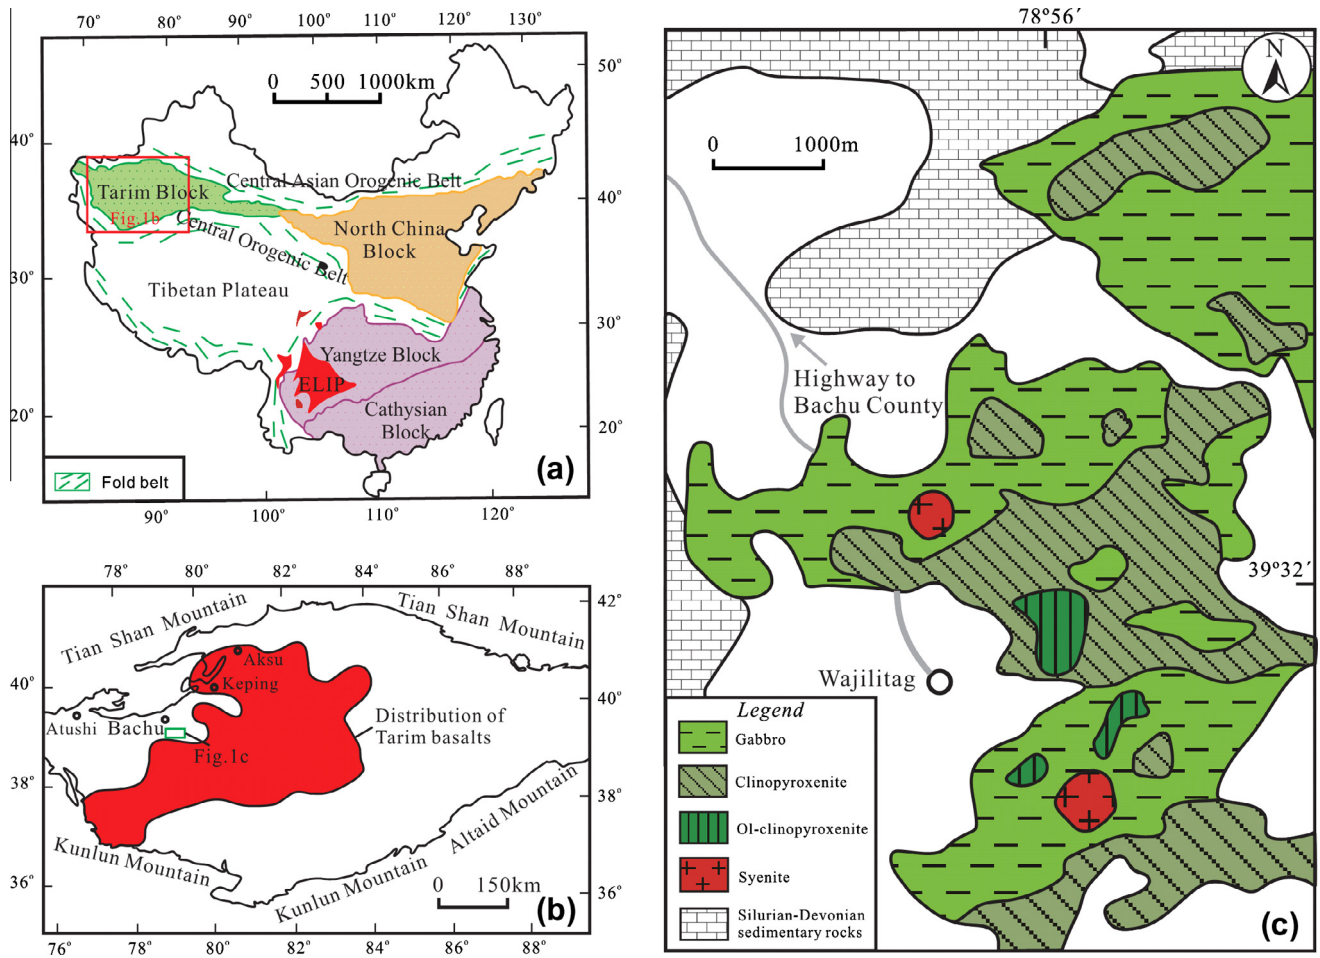 70°
80°
90°
100°
110°
120°
130°
0
500
1000km
50°
40°
40°
30°
30°
20°
20°
Central Asian Orogenic Belt
Tarim Block
Fig.1b
Central Orogenic Belt
North China
Block
Tibetan Plateau
Yangtze Block
ELIP
Cathysian
Block
Fold belt
(a)
90°
100°
110°
120°
78°
80°
82°
84°
86°
88°
42°
40°
40°
38°
38°
36°
36°
Tian Shan Mountain
Tian Shan Mountain
Aksu
Keping
Atushi
Bachu
Fig.1c
Distribution of
Tarim basalts
Kunlun Mountain
Kunlun Mountain
Altaid Mountain
0
150km
(b)
76°
78°
80°
82°
84°
86°
88°
78°56′
N
0
1000m
Highway to
Bachu County
39°32′
Wajilitag
Legend
Gabbro
Clinopyroxenite
Ol-clinopyroxenite
Syenite
Silurian-Devonian
sedimentary rocks
(c)